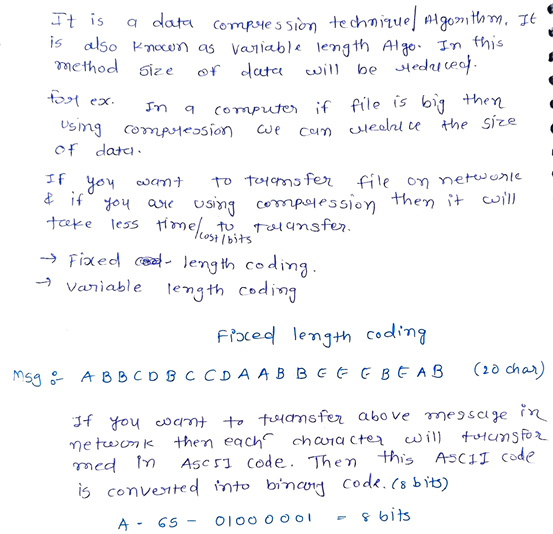 It is a data compression technique/Algorithm, It
is also known as variable length Algo. In this
method size of data will be reduced.
for ex. In a computer if file is big then
using compression we can reduce the size
of data.
If you want to transfer file on network
& if you are using compression then it will
take less time/cost/bits to transfer.
→ Fixed - length coding.
→ variable length coding
Fixed length coding
Msg :- A B B C D B C C D A A B B E E E B E A B (20 char)
If you want to transfer above message in
network then each character will transfor
med in ASCII code. Then this ASCII code
is converted into binary code. (8 bits)
A - 65 - 01000001 = 8 bits